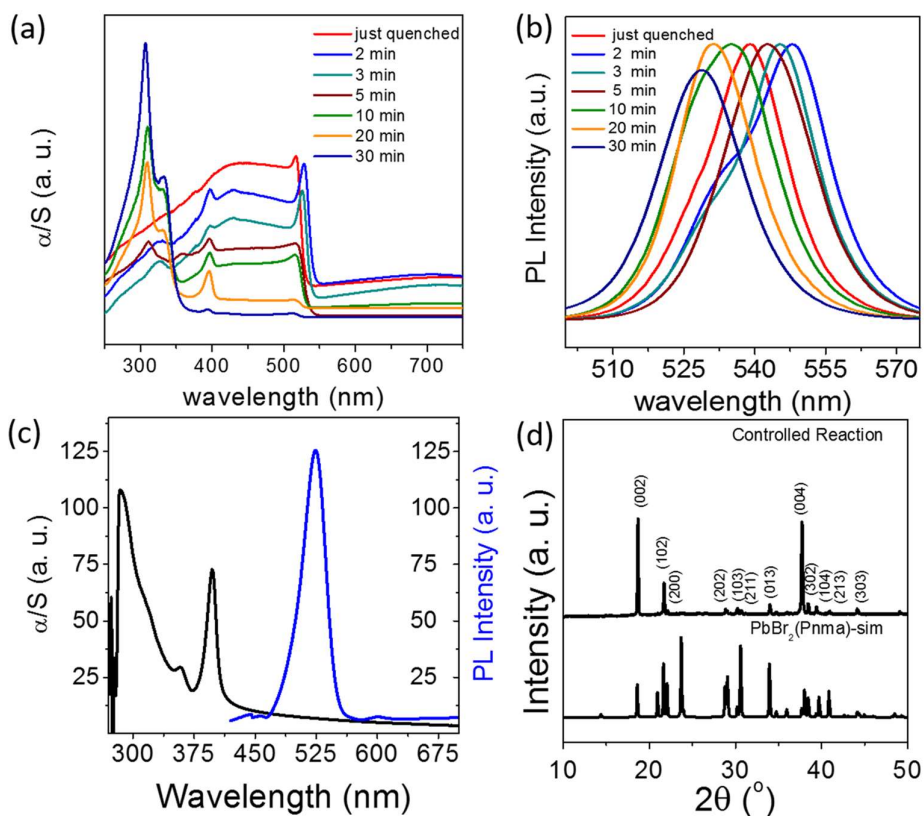 (a)
just quenched
2 min
3 min
5 min
10 min
20 min
30 min
α/S (a. u.)
300 400 500 600 700
wavelength (nm)
(b)
just quenched
2 min
3 min
5 min
10 min
20 min
30 min
PL Intensity (a.u.)
510 525 540 555 570
wavelength (nm)
(c)
α/S (a. u.)
125
100
75
50
25
125
100
75
50
25
PL Intensity (a. u.)
300 375 450 525 600 675
Wavelength (nm)
(d)
Controlled Reaction
(002)
(102)
(200)
(202)
(103)
(211)
(013)
(004)
(302)
(104)
(213)
(303)
PbBr₂(Pnma)-sim
Intensity (a. u.)
10 20 30 40 50
2θ (°)